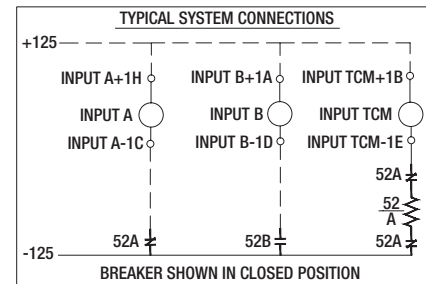 TYPICAL SYSTEM CONNECTIONS
+125
INPUT A+1H
INPUT B+1A
INPUT TCM+1B
INPUT A
INPUT B
INPUT TCM
INPUT A-1C
INPUT B-1D
INPUT TCM-1E
52A
52
A
52A
52B
52A
-125
BREAKER SHOWN IN CLOSED POSITION